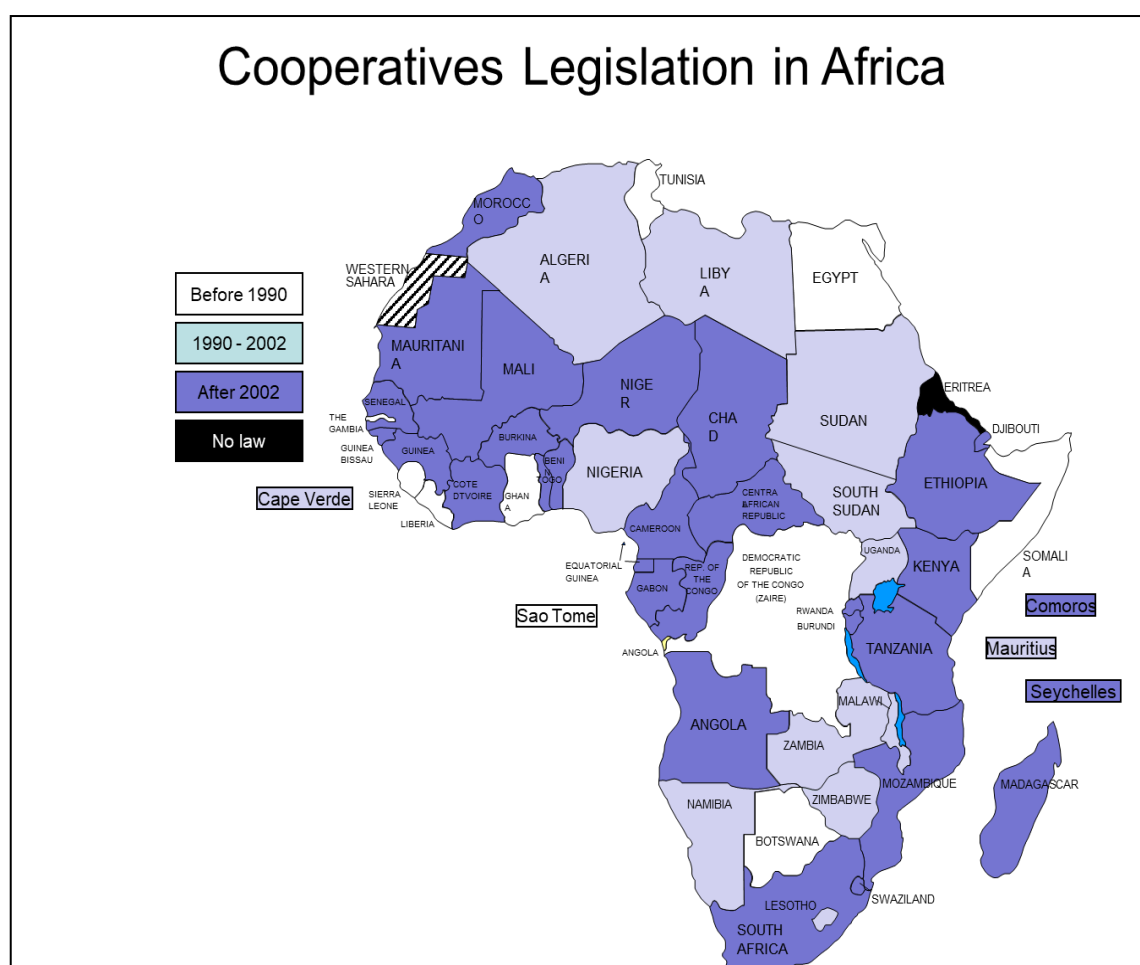 Cooperatives Legislation in Africa
TUNISIA
MOROCC
O
WESTERN
SAHARA
ALGERI
A
LIBY
A
EGYPT
Before 1990
1990 - 2002
After 2002
No law
MAURITANI
A
MALI
NIGE
R
CHA
D
SUDAN
ERITREA
DJIBOUTI
SENEGAL
THE
GAMBIA
GUINEA
BISSAU
GUINEA
BURKINA
BENI
N
TOGO
COTE
DTVOIRE
GHAN
A
NIGERIA
Cape Verde
SIERRA
LEONE
LIBERIA
CENTRA
AFRICAN
REPUBLIC
SOUTH
SUDAN
ETHIOPIA
CAMEROON
EQUATORIAL
GUINEA
UGANDA
KENYA
SOMALI
A
GABON
REP. OF
THE
CONGO
DEMOCRATIC
REPUBLIC
OF THE CONGO
(ZAIRE)
Sao Tome
RWANDA
BURUNDI
Comoros
ANGOLA
TANZANIA
Mauritius
Seychelles
ANGOLA
MALAWI
ZAMBIA
MOZAMBIQUE
MADAGASCAR
NAMIBIA
ZIMBABWE
BOTSWANA
SWAZILAND
LESOTHO
SOUTH
AFRICA